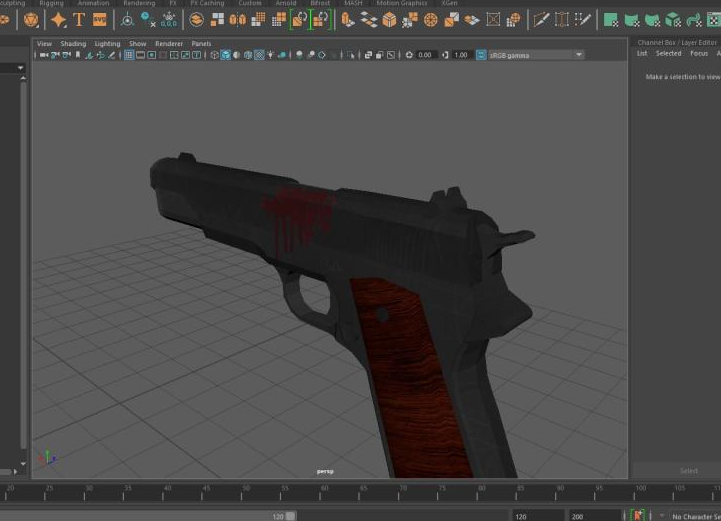 Rigging Animation Rendering FX FX Caching Custom Arnold Bifrost MASH Motion Graphics XGen
T SVG
Channel Box / Layer Editor
View Shading Lighting Show Renderer Panels
List Selected Focus
0.00 1.00 sRGB gamma
Make a selection to view
persp
Select
20 25 30 35 40 45 50 55 60 65 70 75 80 85 90 95 100 105
120 120 200 No Character Se